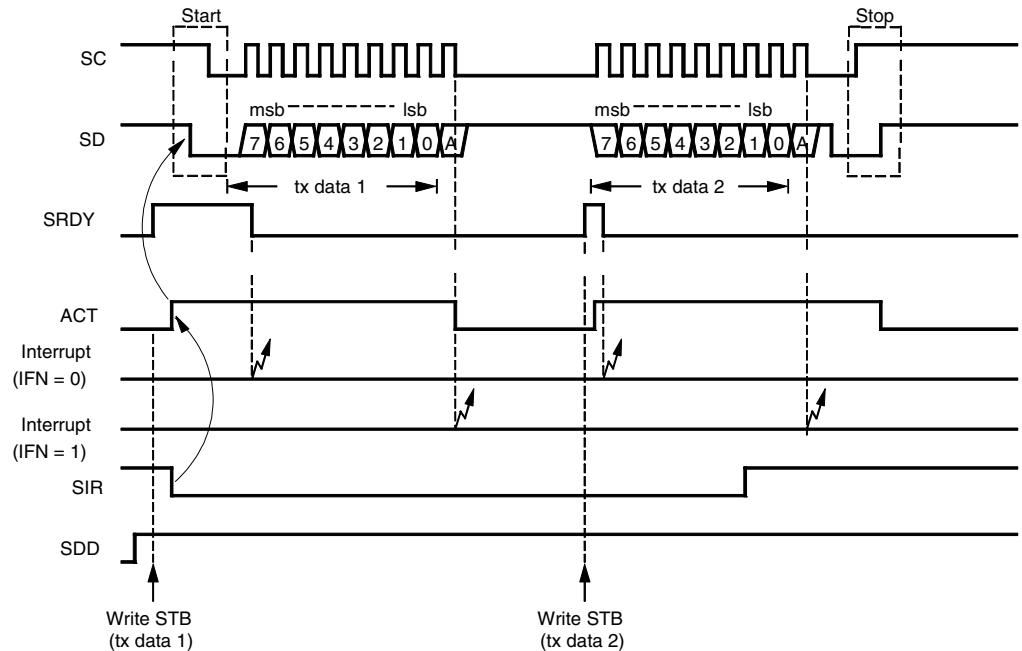 Start
Stop
SC
msb lsb
msb lsb
SD
7 6 5 4 3 2 1 0 A
7 6 5 4 3 2 1 0 A
tx data 1
tx data 2
SRDY
ACT
Interrupt
(IFN = 0)
Interrupt
(IFN = 1)
SIR
SDD
Write STB
(tx data 1)
Write STB
(tx data 2)